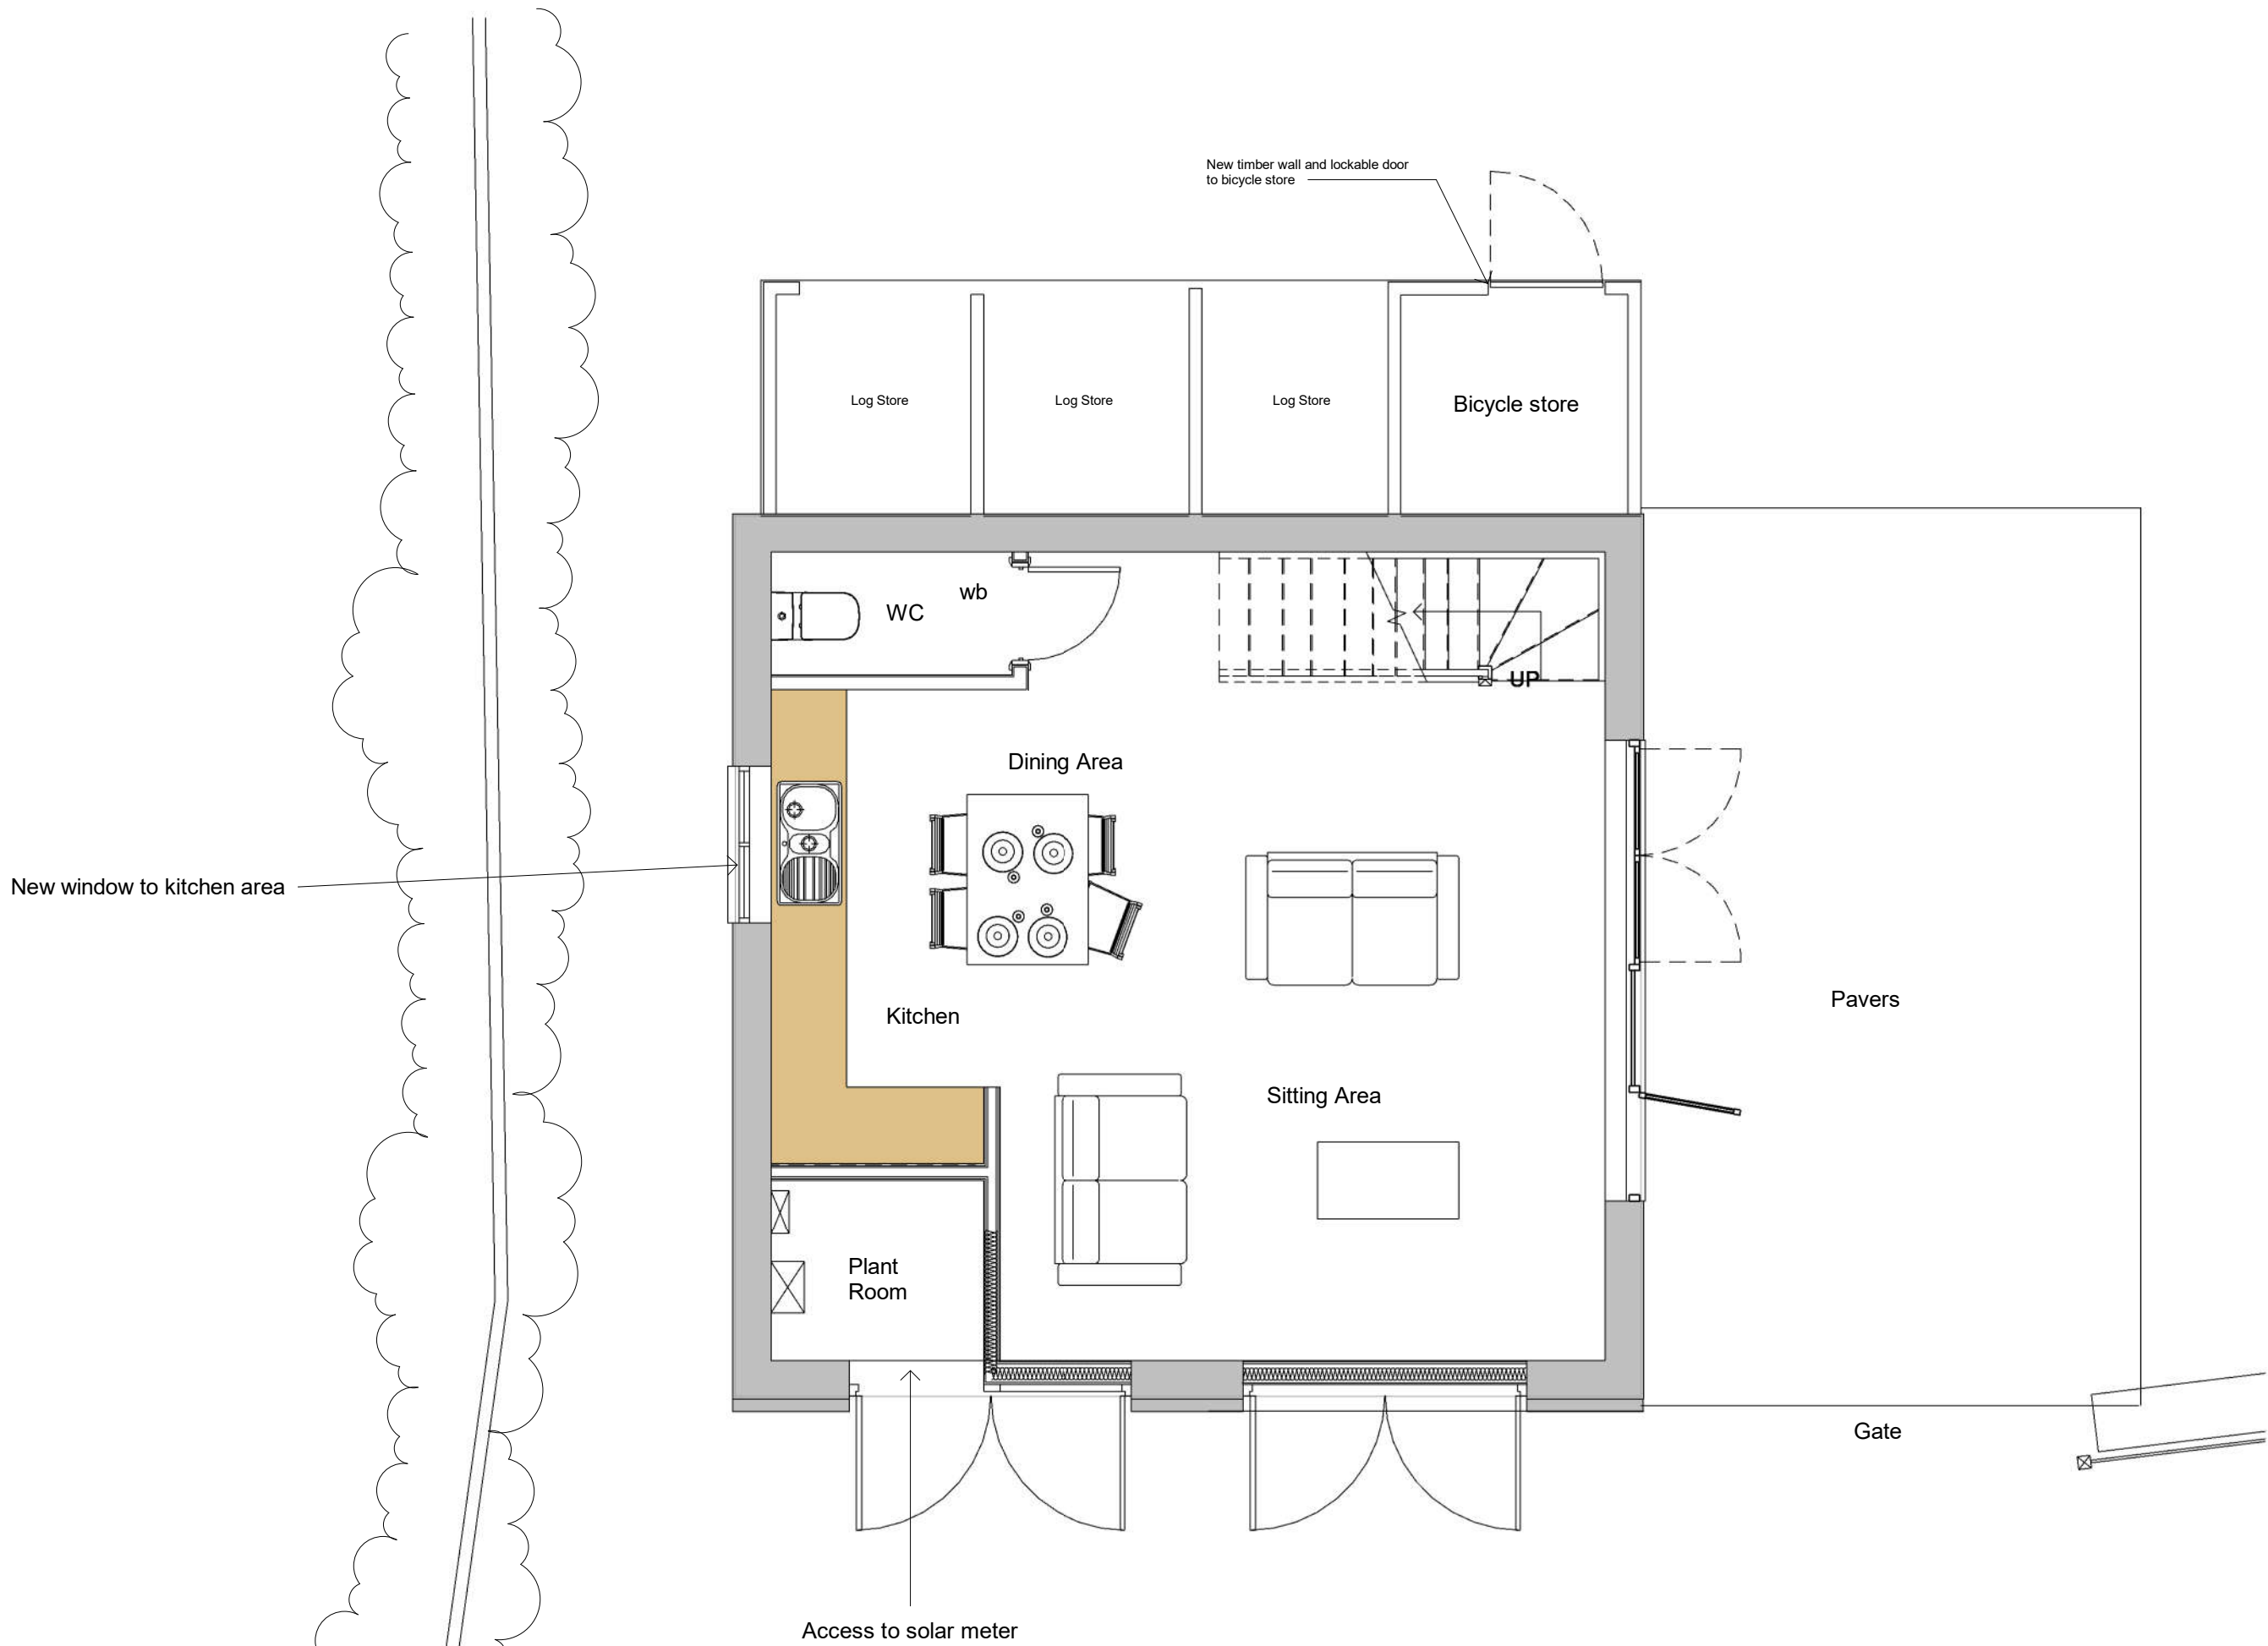 New timber wall and lockable door
to bicycle store
Log Store
Log Store
Log Store
Bicycle store
wb
WC
UP
Dining Area
New window to kitchen area
Pavers
Kitchen
Sitting Area
Plant
Room
Gate
Access to solar meter